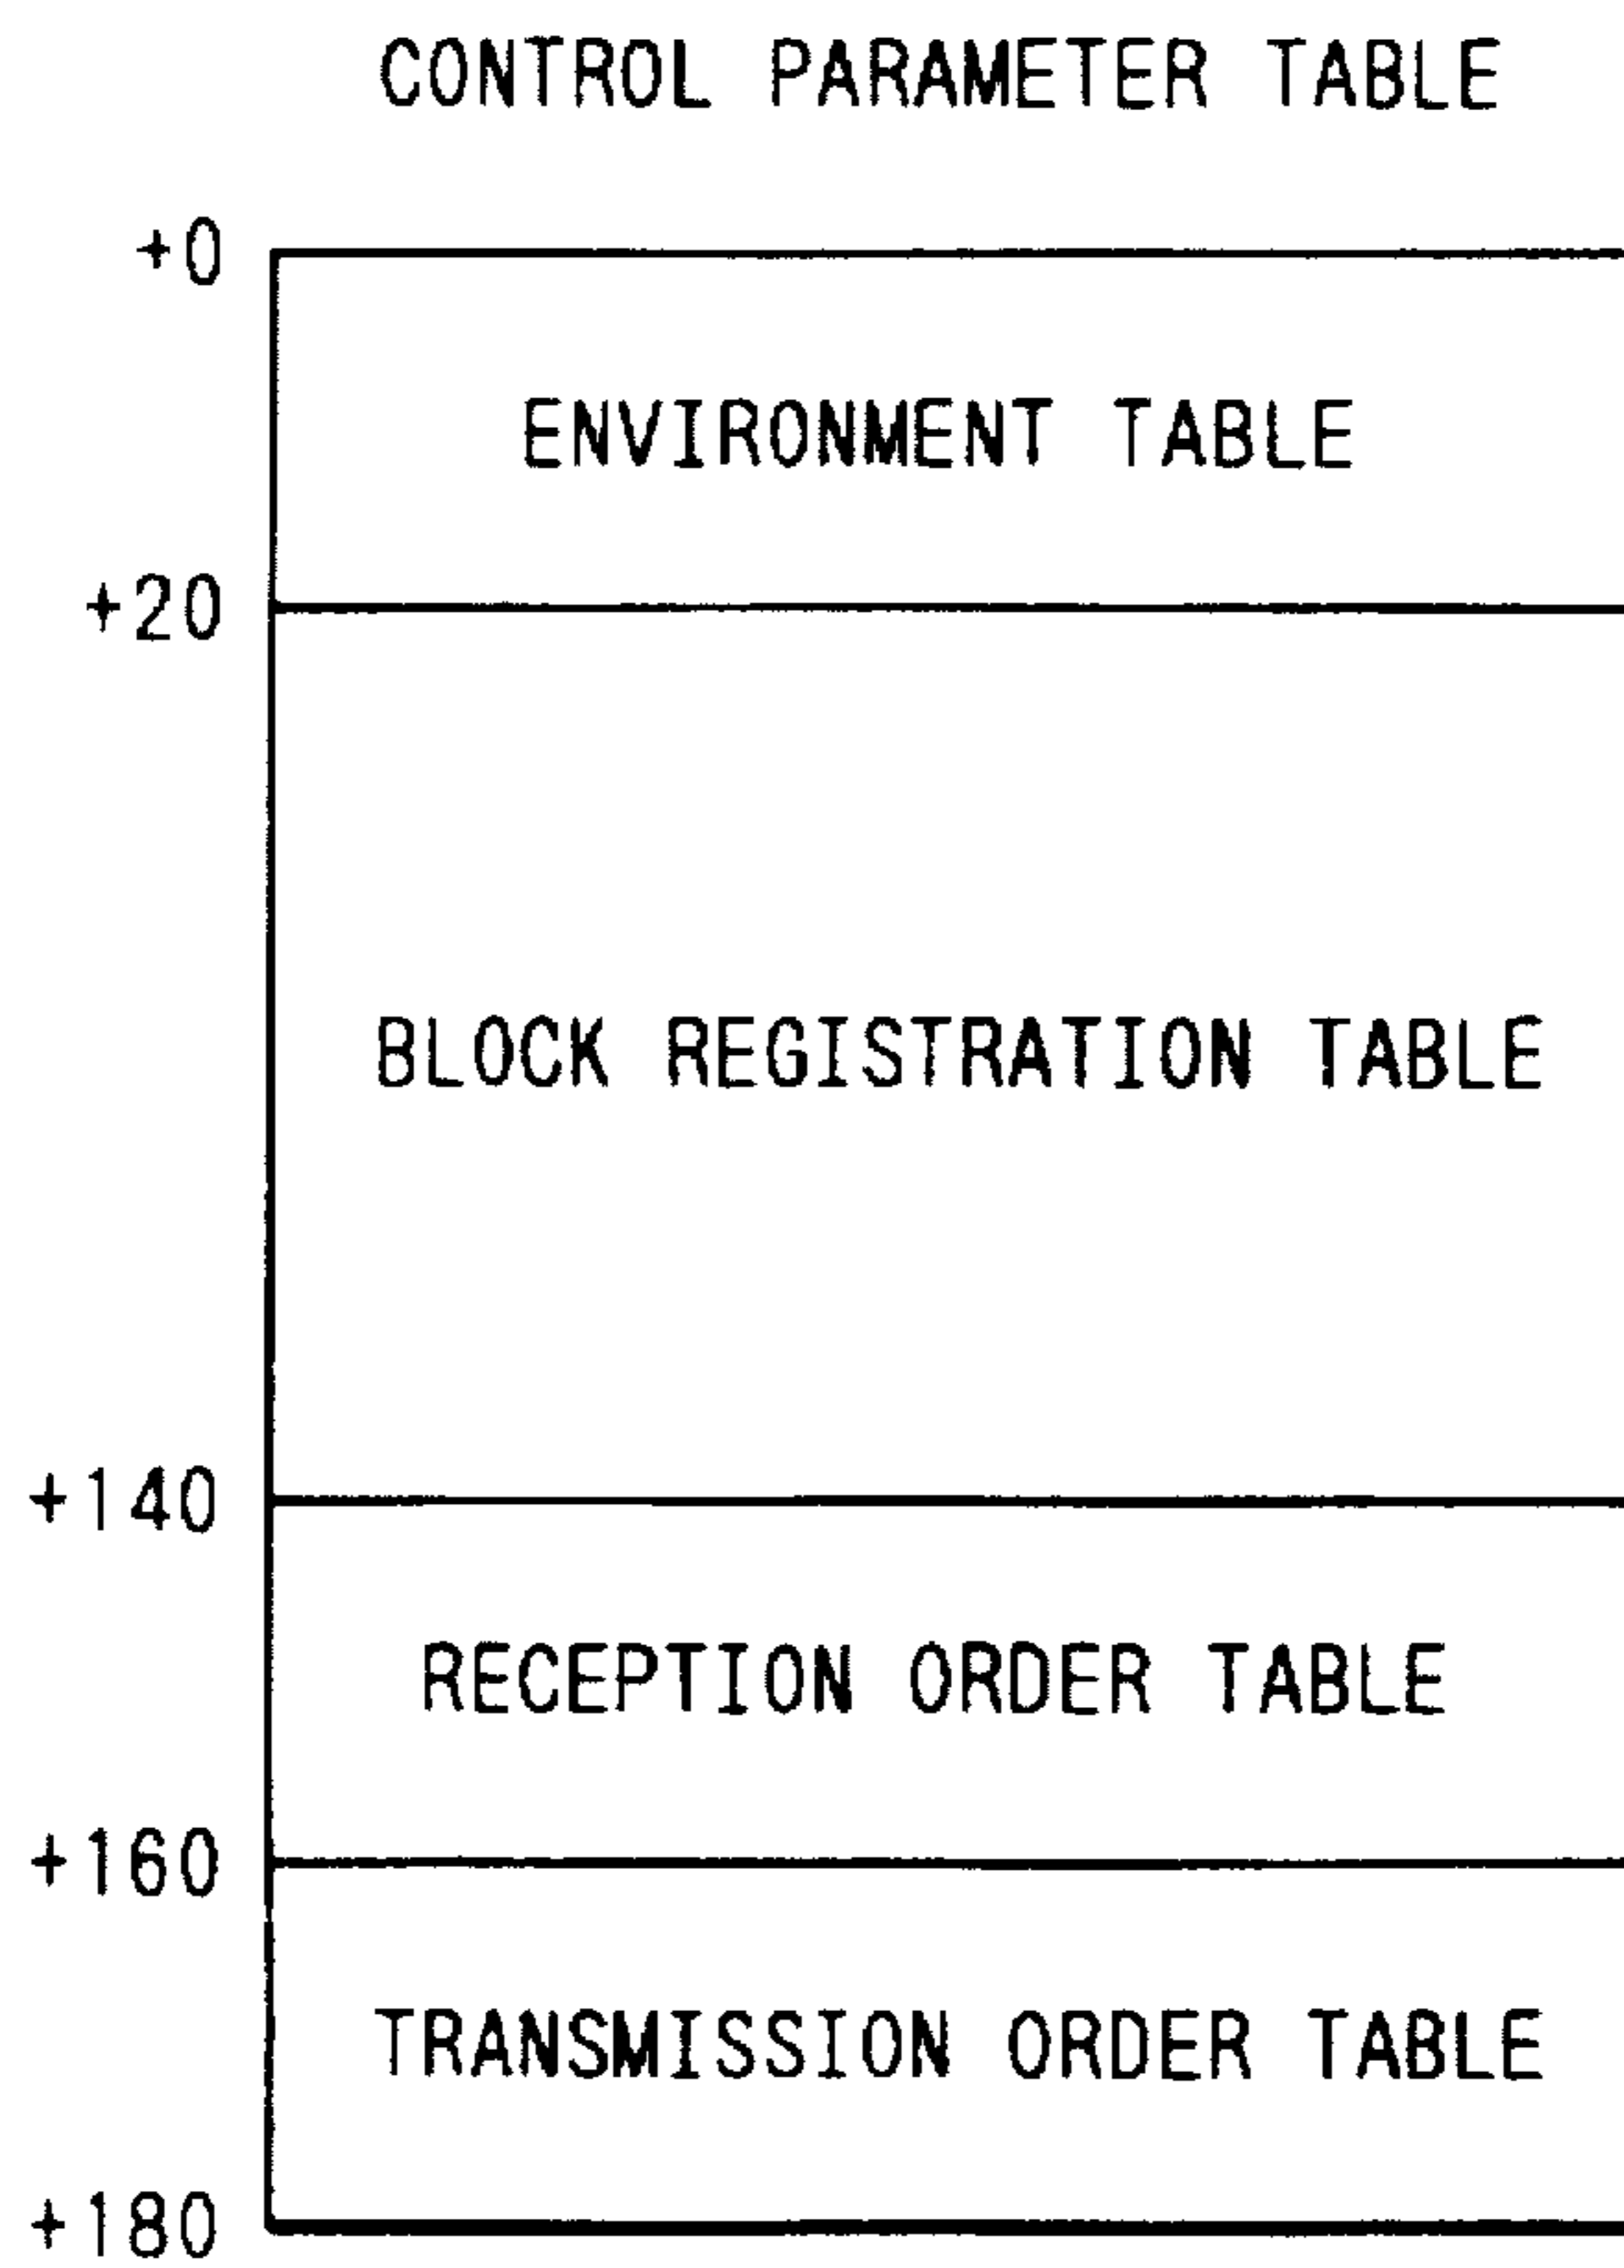 CONTROL PARAMETER TABLE
+0
ENVIRONMENT TABLE
+20
BLOCK REGISTRATION TABLE
+140
RECEPTION ORDER TABLE
+160
TRANSMISSION ORDER TABLE
+180